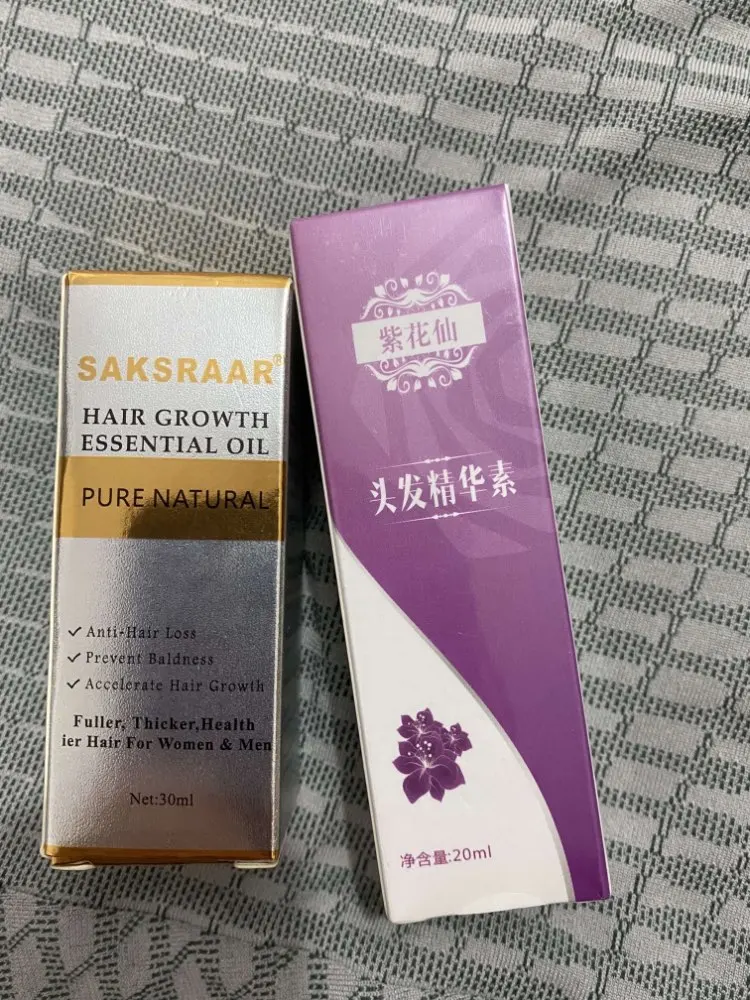 SAKSRAAR®
HAIR GROWTH
ESSENTIAL OIL
PURE NATURAL
✓ Anti-Hair Loss
✓ Prevent Baldness
✓ Accelerate Hair Growth
Fuller, Thicker,Health
ier Hair For Women & Men
Net:30ml
紫花仙
头发精华素
净含量:20ml